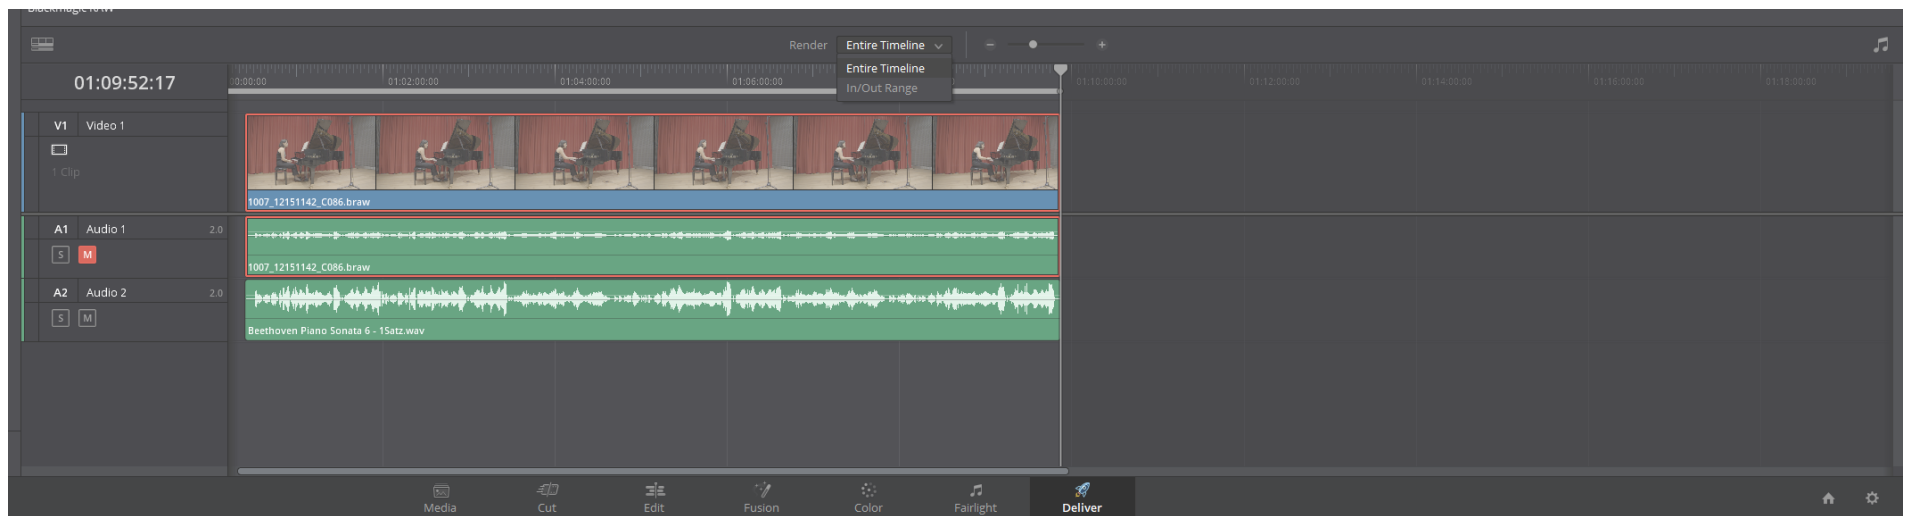 Blackmagic RAW
Render Entire Timeline
Entire Timeline
In/Out Range
01:09:52:17
00:00:00 01:02:00:00 01:04:00:00 01:06:00:00 01:10:00:00 01:12:00:00 01:14:00:00 01:16:00:00 01:18:00:00
V1 Video 1
1 Clip
1007_12151142_C086.braw
A1 Audio 1 2.0
S M
1007_12151142_C086.braw
A2 Audio 2 2.0
S M
Beethoven Piano Sonata 6 - 1Satz.wav
Media Cut Edit Fusion Color Fairlight Deliver